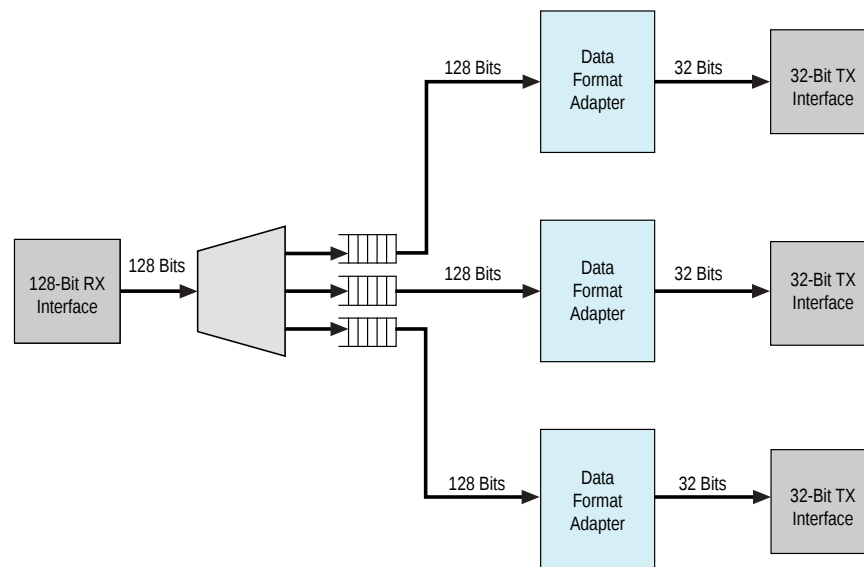 128 Bits
Data
Format
Adapter
32 Bits
32-Bit TX
Interface
128-Bit RX
Interface
128 Bits
128 Bits
Data
Format
Adapter
32 Bits
32-Bit TX
Interface
128 Bits
Data
Format
Adapter
32 Bits
32-Bit TX
Interface